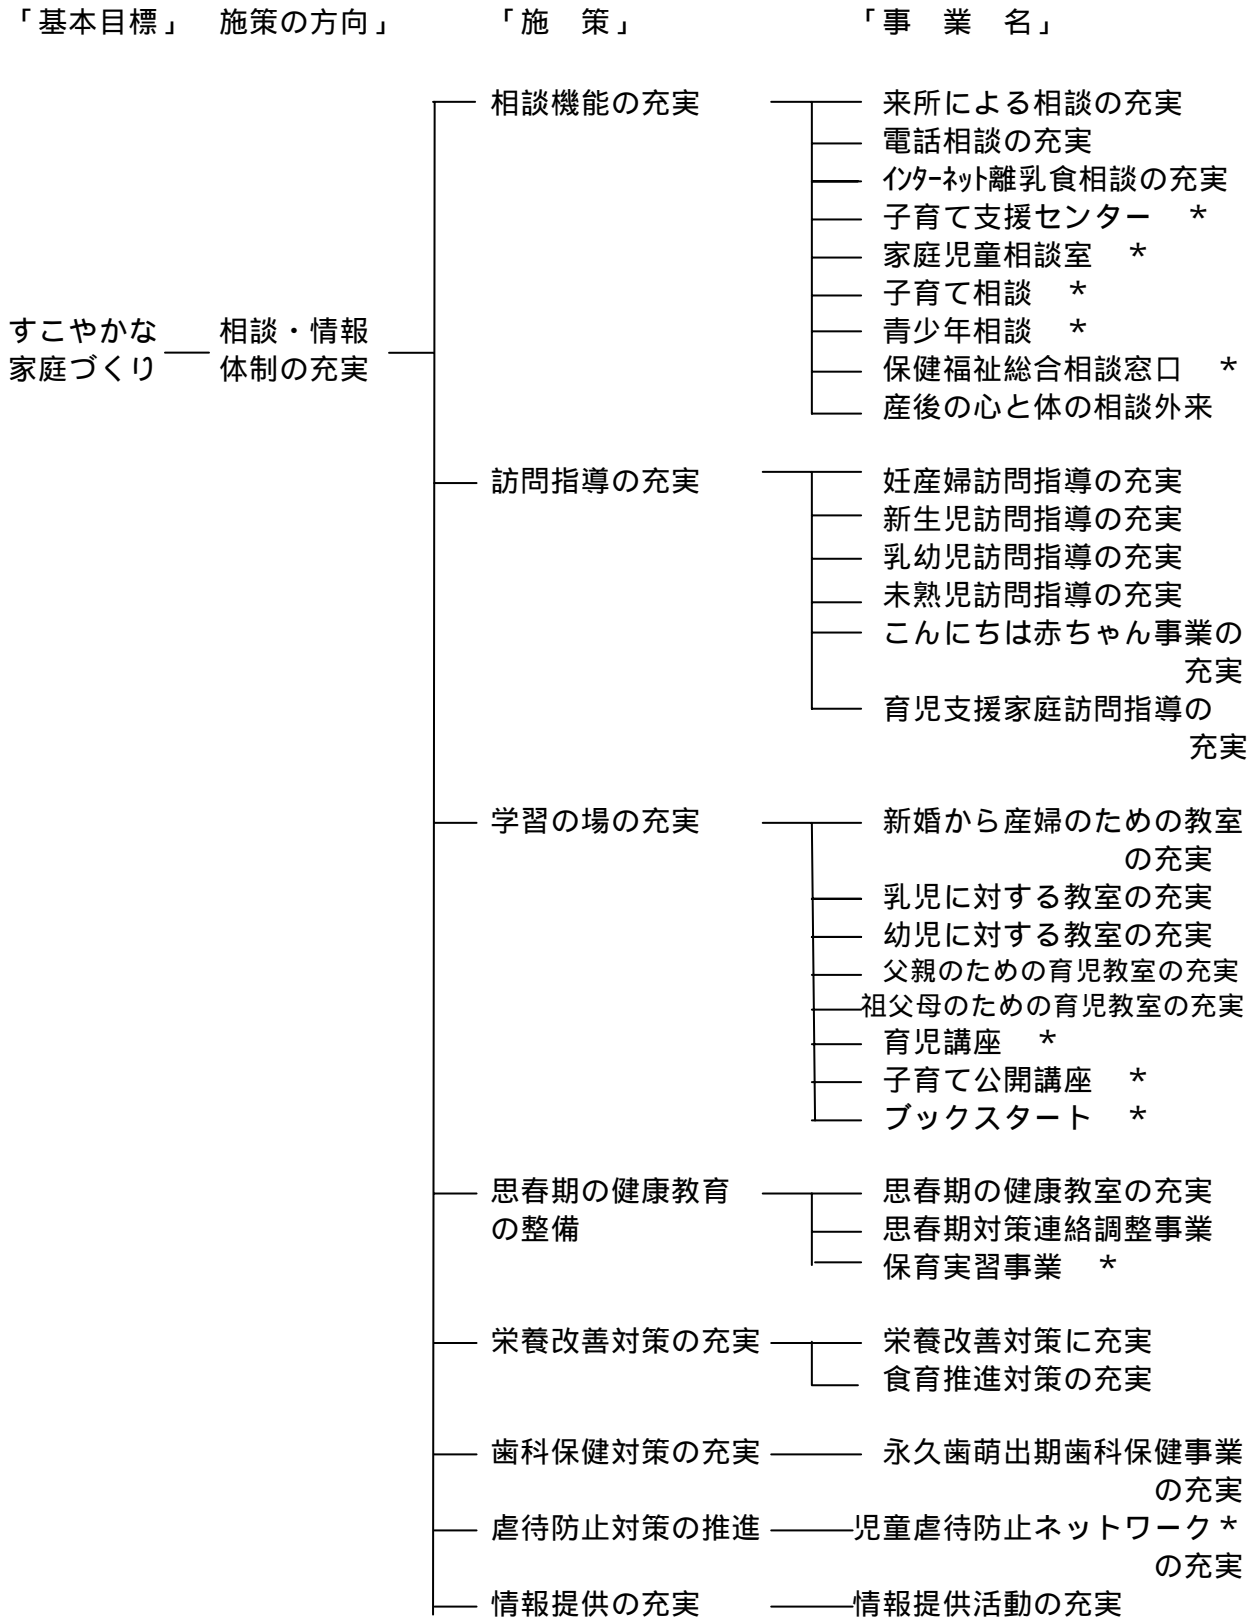 「基本目標」　施策の方向」　「施　策」　「事　業　名」
相談機能の充実　来所による相談の充実
電話相談の充実
ｲﾝﾀｰﾈｯﾄ離乳食相談の充実
子育て支援センター　＊
家庭児童相談室　＊
子育て相談　＊
すこやかな　相談・情報　青少年相談　＊
家庭づくり　体制の充実　保健福祉総合相談窓口　＊
産後の心と体の相談外来
訪問指導の充実　妊産婦訪問指導の充実
新生児訪問指導の充実
乳幼児訪問指導の充実
未熟児訪問指導の充実
こんにちは赤ちゃん事業の
充実
育児支援家庭訪問指導の
充実
学習の場の充実　新婚から産婦のための教室
の充実
乳児に対する教室の充実
幼児に対する教室の充実
父親のための育児教室の充実
祖父母のための育児教室の充実
育児講座　＊
子育て公開講座　＊
ブックスタート　＊
思春期の健康教育　思春期の健康教室の充実
の整備　思春期対策連絡調整事業
保育実習事業　＊
栄養改善対策の充実　栄養改善対策に充実
食育推進対策の充実
歯科保健対策の充実　永久歯萌出期歯科保健事業
の充実
虐待防止対策の推進　児童虐待防止ネットワーク＊
の充実
情報提供の充実　情報提供活動の充実